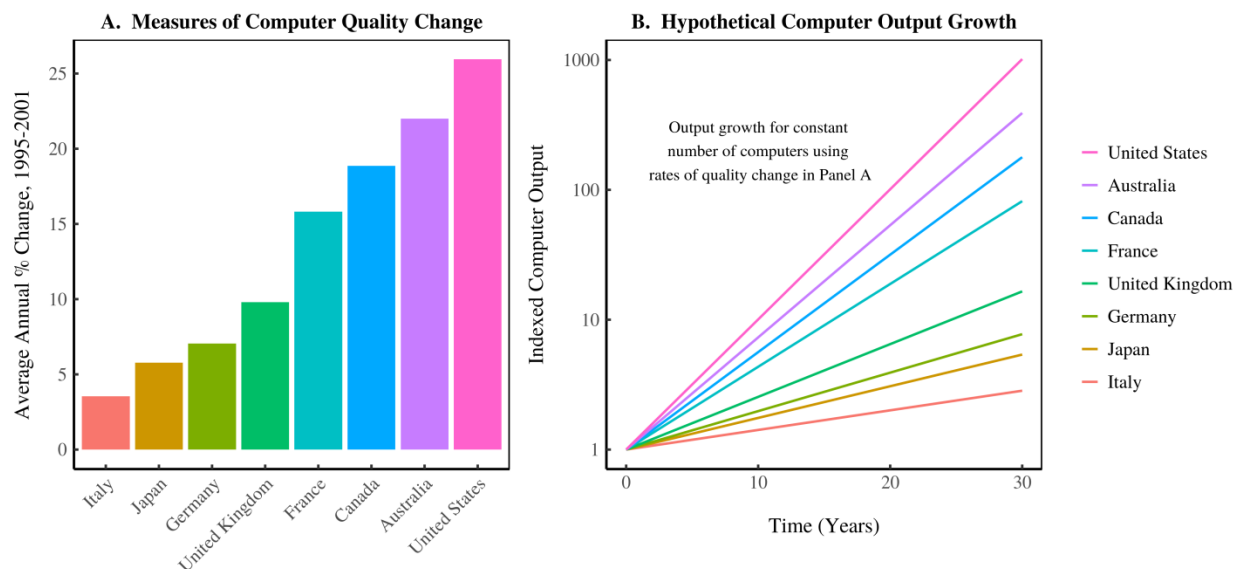 A. Measures of Computer Quality Change
Average Annual % Change, 1995-2001
25
20
15
10
5
0
Italy
Japan
Germany
United Kingdom
France
Canada
Australia
United States
B. Hypothetical Computer Output Growth
Indexed Computer Output
1000
100
10
1
Output growth for constant
number of computers using
rates of quality change in Panel A
0
10
20
30
Time (Years)
United States
Australia
Canada
France
United Kingdom
Germany
Japan
Italy